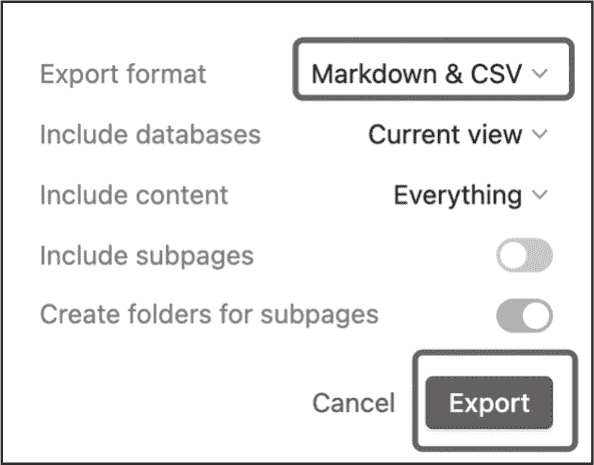 Export format Markdown & CSV
Include databases Current view
Include content Everything
Include subpages
Create folders for subpages
Cancel Export